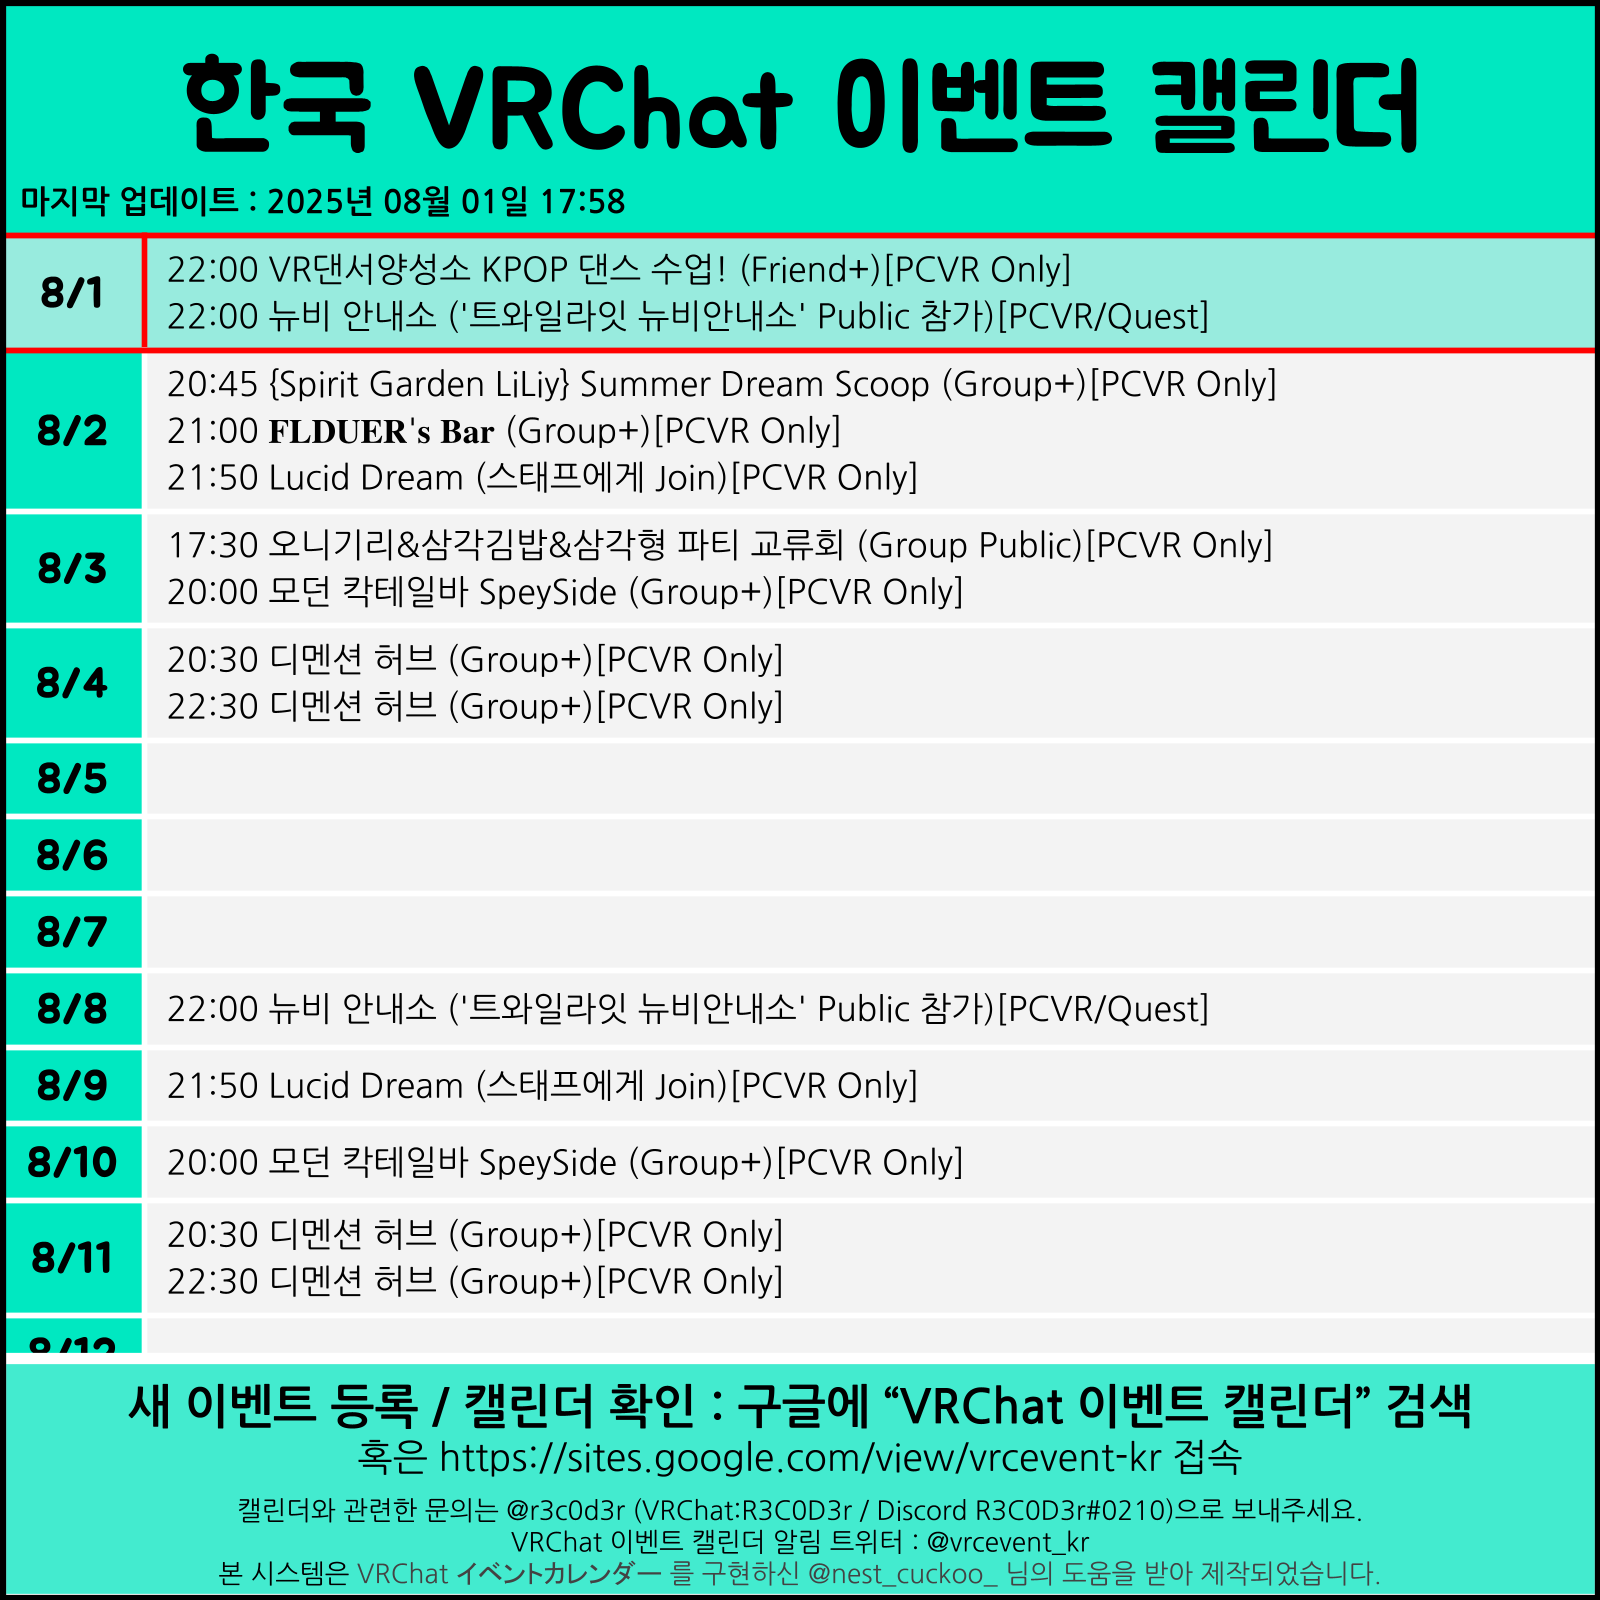 한국 VRChat 이벤트 캘린더
마지막 업데이트 : 2025년 08월 01일 17:58
8/1
22:00 VR댄서양성소 KPOP 댄스 수업! (Friend+)[PCVR Only]
22:00 뉴비 안내소 ('트와일라잇 뉴비안내소' Public 참가)[PCVR/Quest]
8/2
20:45 {Spirit Garden LiLiy} Summer Dream Scoop (Group+)[PCVR Only]
21:00 FLDUER's Bar (Group+)[PCVR Only]
21:50 Lucid Dream (스태프에게 Join)[PCVR Only]
8/3
17:30 오니기리&삼각김밥&삼각형 파티 교류회 (Group Public)[PCVR Only]
20:00 모던 칵테일바 SpeySide (Group+)[PCVR Only]
8/4
20:30 디멘션 허브 (Group+)[PCVR Only]
22:30 디멘션 허브 (Group+)[PCVR Only]
8/5
8/6
8/7
8/8
22:00 뉴비 안내소 ('트와일라잇 뉴비안내소' Public 참가)[PCVR/Quest]
8/9
21:50 Lucid Dream (스태프에게 Join)[PCVR Only]
8/10
20:00 모던 칵테일바 SpeySide (Group+)[PCVR Only]
8/11
20:30 디멘션 허브 (Group+)[PCVR Only]
22:30 디멘션 허브 (Group+)[PCVR Only]
8/12
새 이벤트 등록 / 캘린더 확인 : 구글에 “VRChat 이벤트 캘린더” 검색
혹은 https://sites.google.com/view/vrcevent-kr 접속
캘린더와 관련한 문의는 @r3c0d3r (VRChat:R3C0D3r / Discord R3C0D3r#0210)으로 보내주세요.
VRChat 이벤트 캘린더 알림 트위터 : @vrcevent_kr
본 시스템은 VRChat イベントカレンダー 를 구현하신 @nest_cuckoo_ 님의 도움을 받아 제작되었습니다.